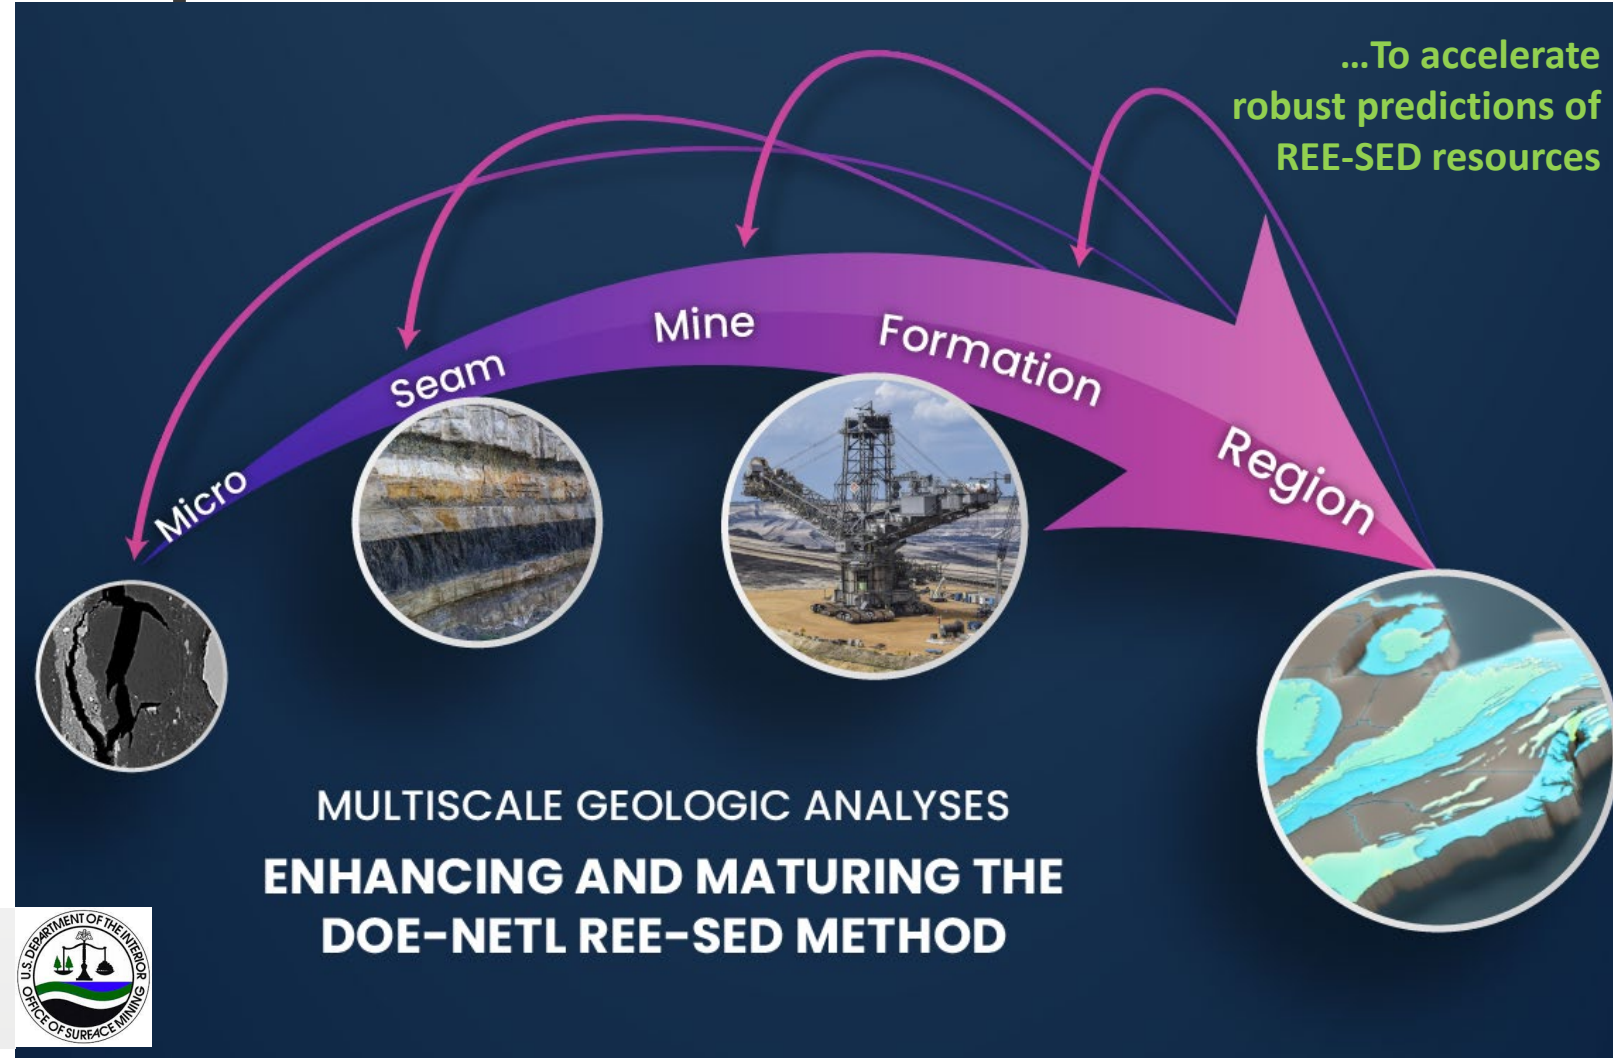 …To accelerate
robust predictions of
REE-SED resources
Micro
Seam
Mine
Formation
Region
MULTISCALE GEOLOGIC ANALYSES
ENHANCING AND MATURING THE
DOE-NETL REE-SED METHOD
U.S. DEPARTMENT OF THE INTERIOR
OFFICE OF SURFACE MINING